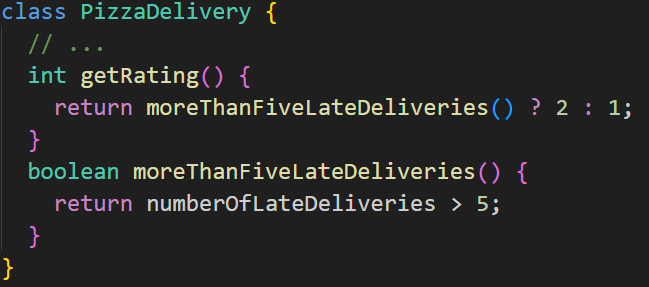 class PizzaDelivery {
  // ...
  int getRating() {
    return moreThanFiveLateDeliveries() ? 2 : 1;
  }
  boolean moreThanFiveLateDeliveries() {
    return numberOfLateDeliveries > 5;
  }
}